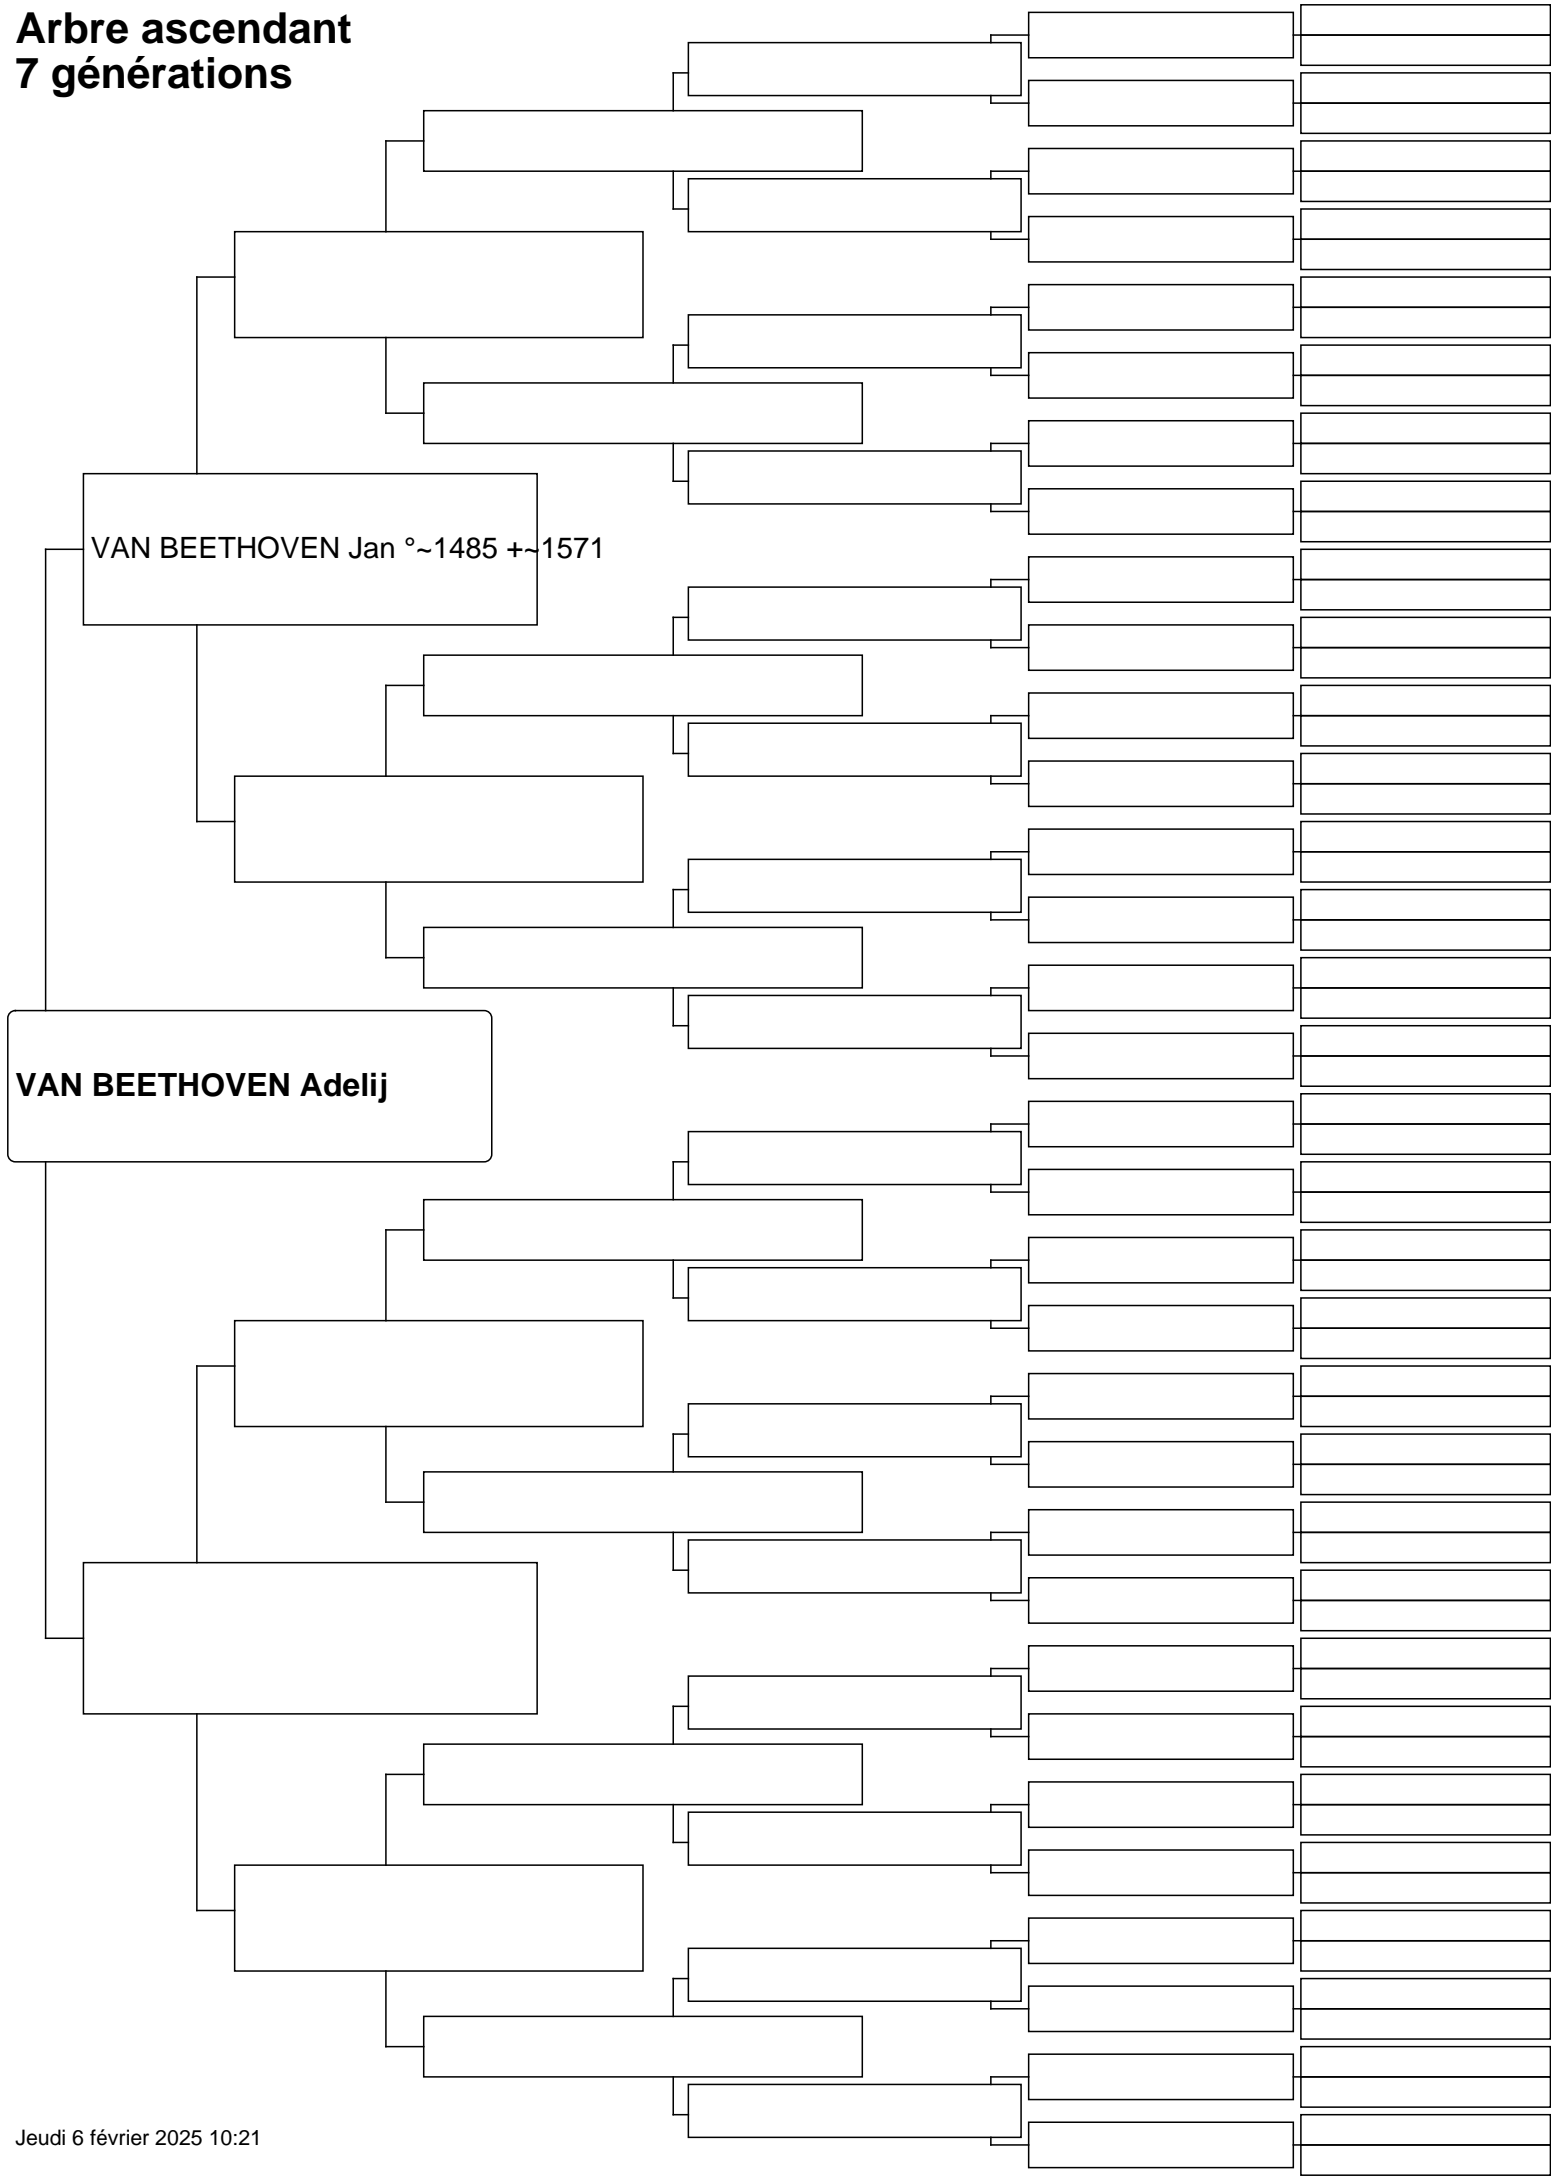 Arbre ascendant
7 générations
VAN BEETHOVEN Jan °~1485 +~1571
VAN BEETHOVEN Adelij
Jeudi 6 février 2025 10:21